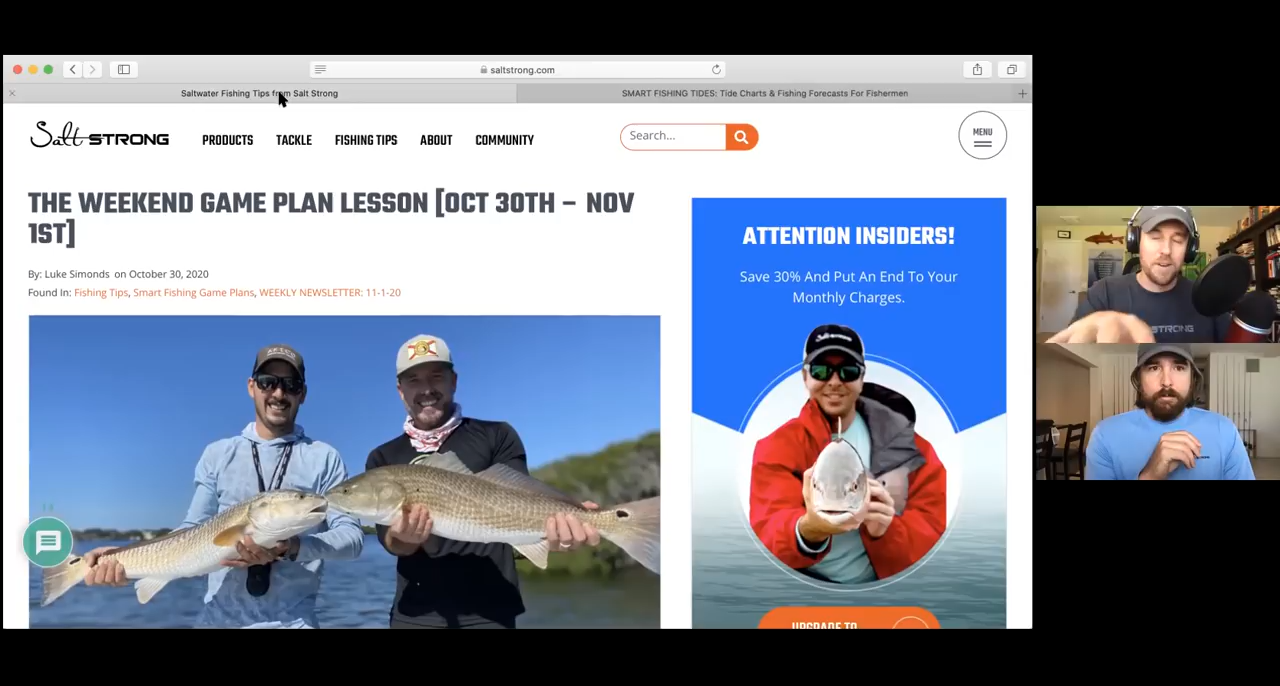 saltstrong.com
Saltwater Fishing Tips from Salt Strong
SMART FISHING TIDES: Tide Charts & Fishing Forecasts For Fishermen
Salt STRONG
PRODUCTS
TACKLE
FISHING TIPS
ABOUT
COMMUNITY
Search...
MENU
THE WEEKEND GAME PLAN LESSON [OCT 30TH – NOV
1ST]
By: Luke Simonds on October 30, 2020
Found In: Fishing Tips, Smart Fishing Game Plans, WEEKLY NEWSLETTER: 11-1-20
ATTENTION INSIDERS!
Save 30% And Put An End To Your
Monthly Charges.
UPGRADE TO